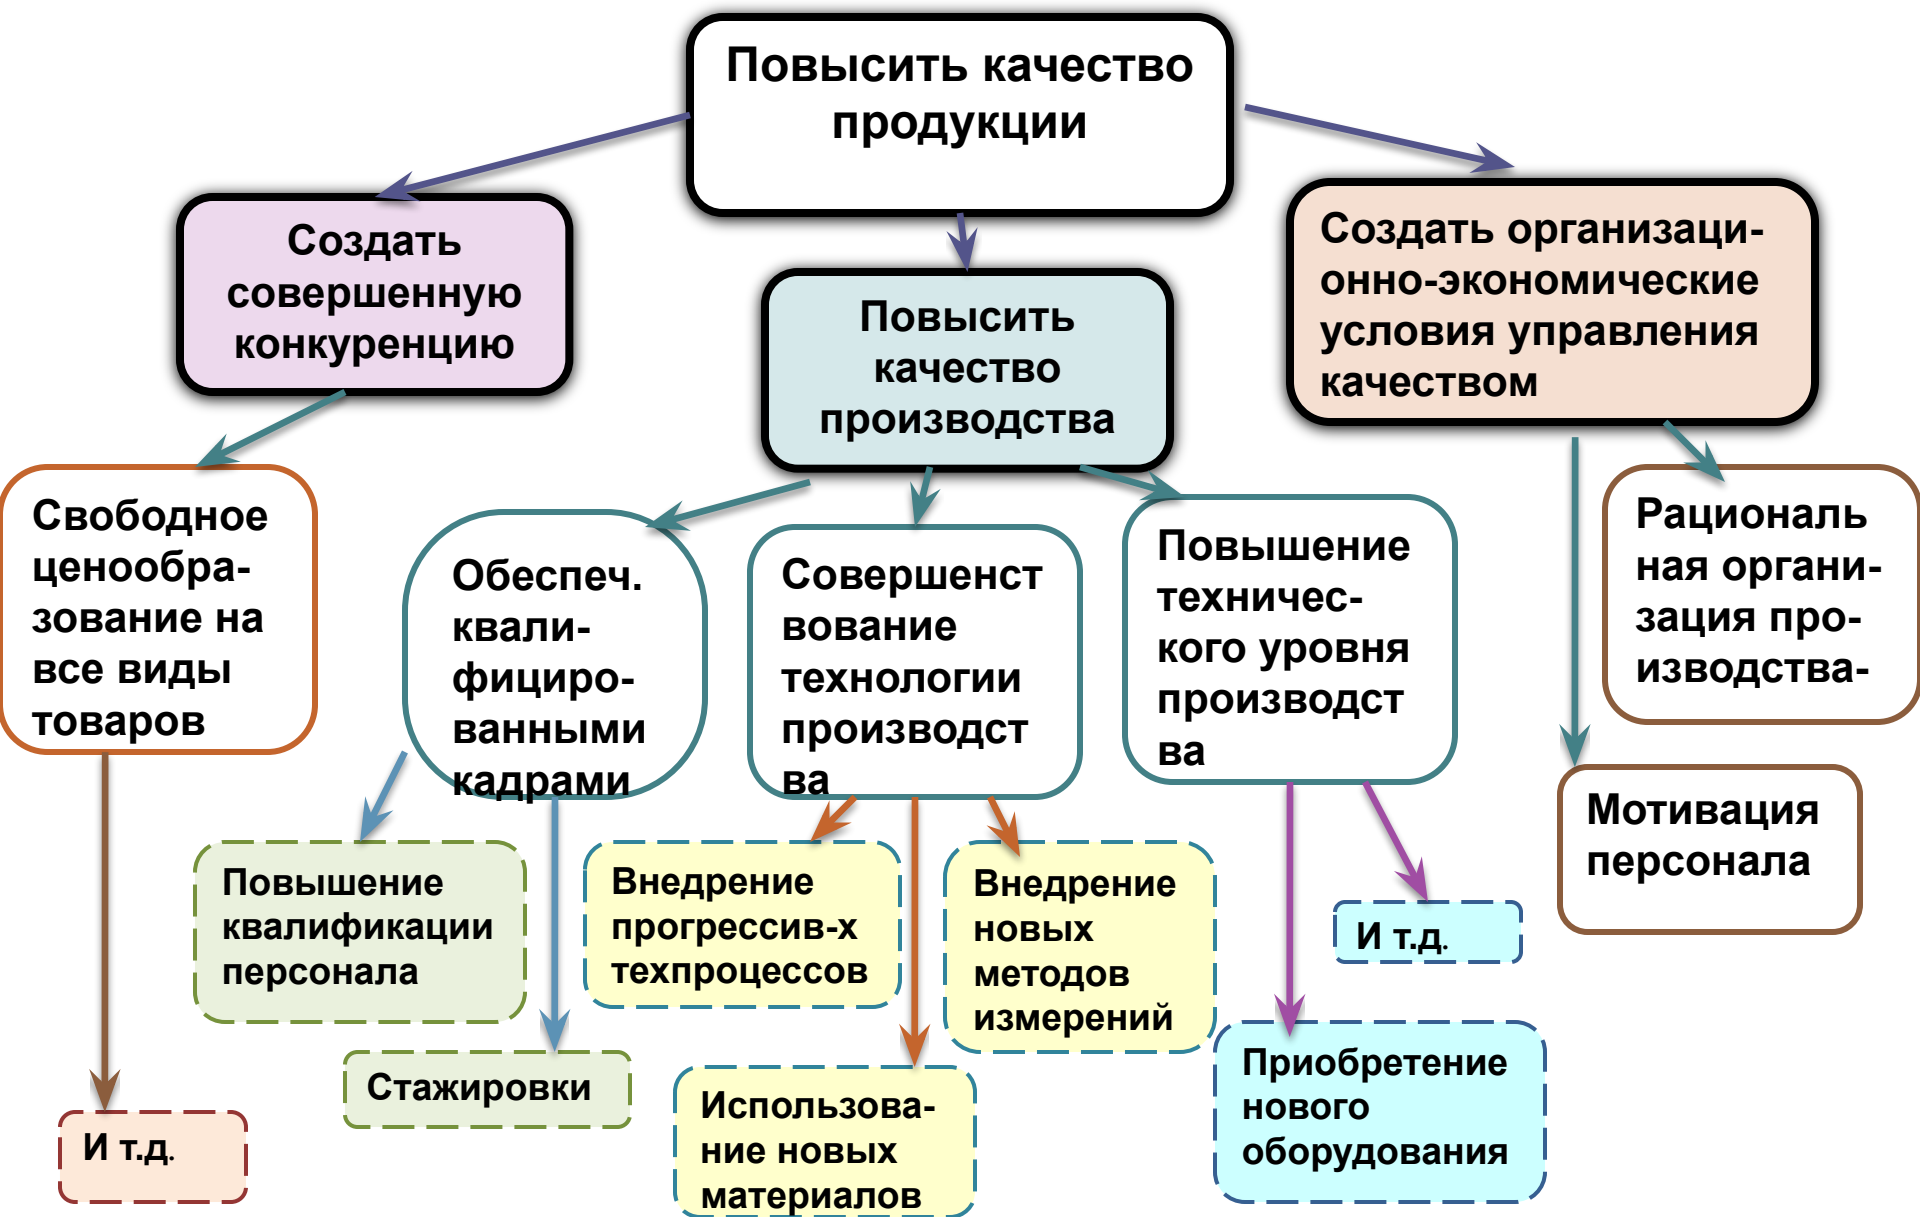 Повысить качество
продукции
Создать
совершенную
конкуренцию
Повысить
качество
производства
Создать организаци-
онно-экономические
условия управления
качеством
Свободное
ценообра-
зование на
все виды
товаров
Обеспеч.
квали-
фициро-
ванными
кадрами
Совершенст
вование
технологии
производст
ва
Повышение
техничес-
кого уровня
производст
ва
Рациональ
ная органи-
зация про-
изводства-
Мотивация
персонала
Повышение
квалификации
персонала
Стажировки
Внедрение
прогрессив-х
техпроцессов
Использова-
ние новых
материалов
Внедрение
новых
методов
измерений
И т.д.
Приобретение
нового
оборудования
И т.д.